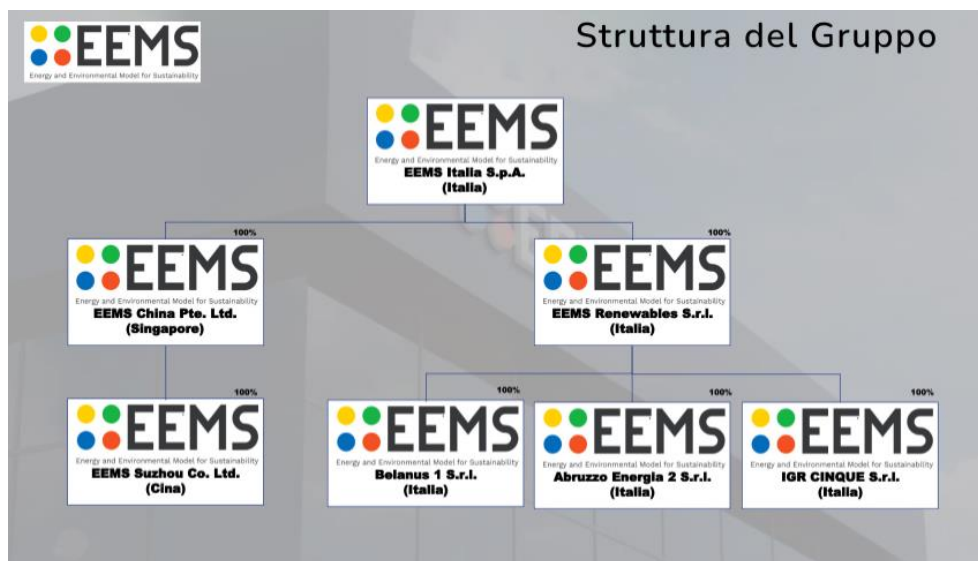 EEMS
Energy and Environmental Model for Sustainability
Struttura del Gruppo
EEMS
Energy and Environmental Model for Sustainability
EEMS Italia S.p.A.
(Italia)
100%
EEMS
Energy and Environmental Model for Sustainability
EEMS China Pte. Ltd.
(Singapore)
100%
EEMS
Energy and Environmental Model for Sustainability
EEMS Renewables S.r.l.
(Italia)
100%
EEMS
Energy and Environmental Model for Sustainability
EEMS Suzhou Co. Ltd.
(Cina)
100%
EEMS
Energy and Environmental Model for Sustainability
Belanus 1 S.r.l.
(Italia)
100%
EEMS
Energy and Environmental Model for Sustainability
Abruzzo Energia 2 S.r.l.
(Italia)
100%
EEMS
Energy and Environmental Model for Sustainability
IGR CINQUE S.r.l.
(Italia)